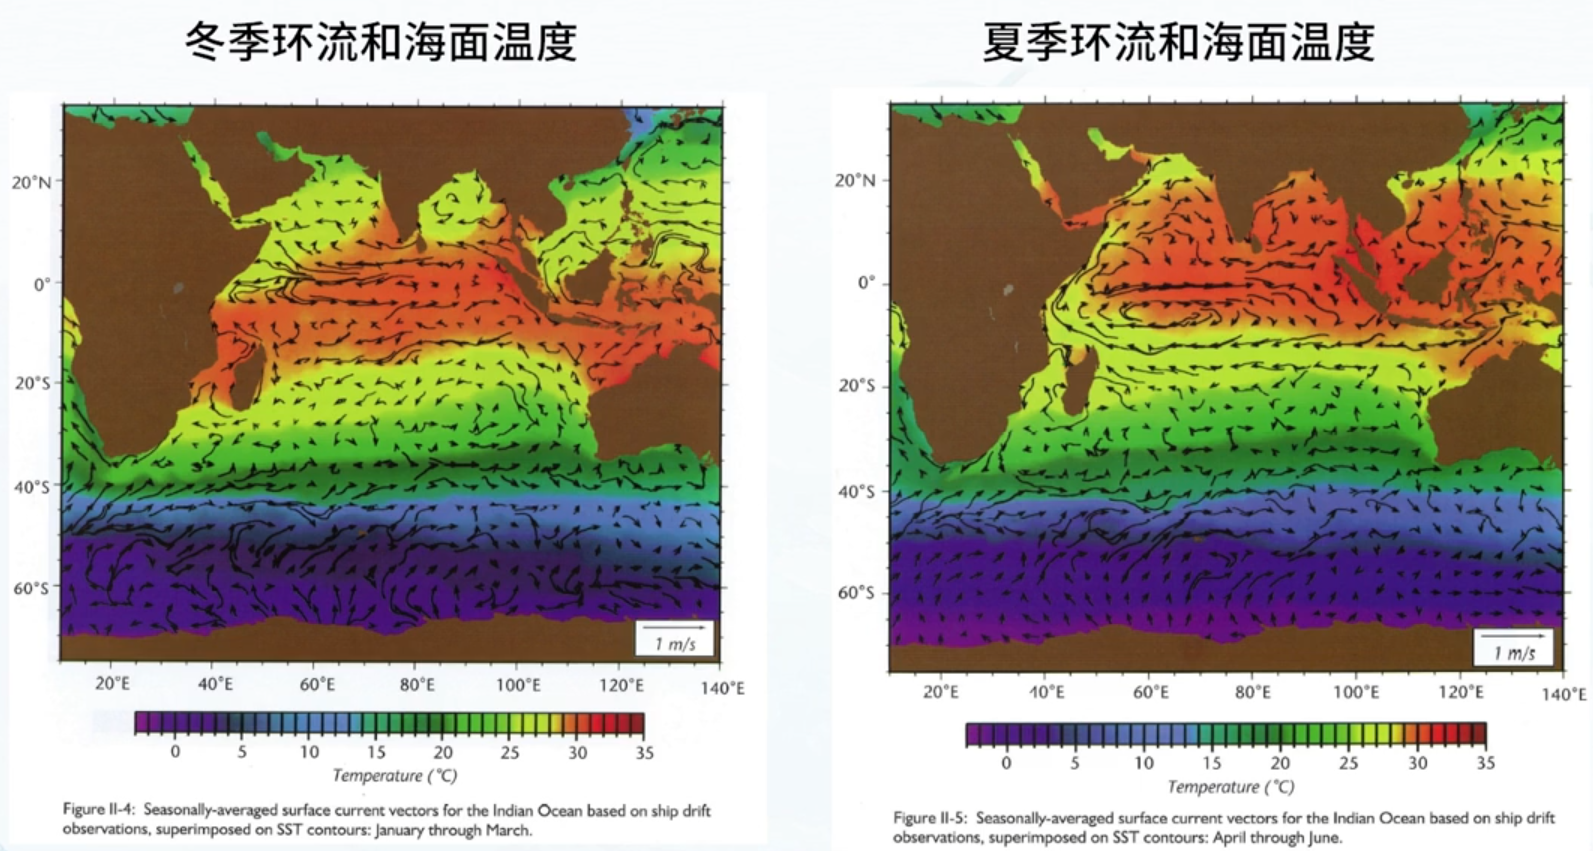 冬季环流和海面温度
20°N
0°
20°S
40°S
60°S
1 m/s
20°E
40°E
60°E
80°E
100°E
120°E
140°E
0
5
10
15
20
25
30
35
Temperature (°C)
Figure II-4: Seasonally-averaged surface current vectors for the Indian Ocean based on ship drift
observations, superimposed on SST contours: January through March.
夏季环流和海面温度
20°N
0°
20°S
40°S
60°S
1 m/s
20°E
40°E
60°E
80°E
100°E
120°E
140°E
0
5
10
15
20
25
30
35
Temperature (°C)
Figure II-5: Seasonally-averaged surface current vectors for the Indian Ocean based on ship drift
observations, superimposed on SST contours: April through June.